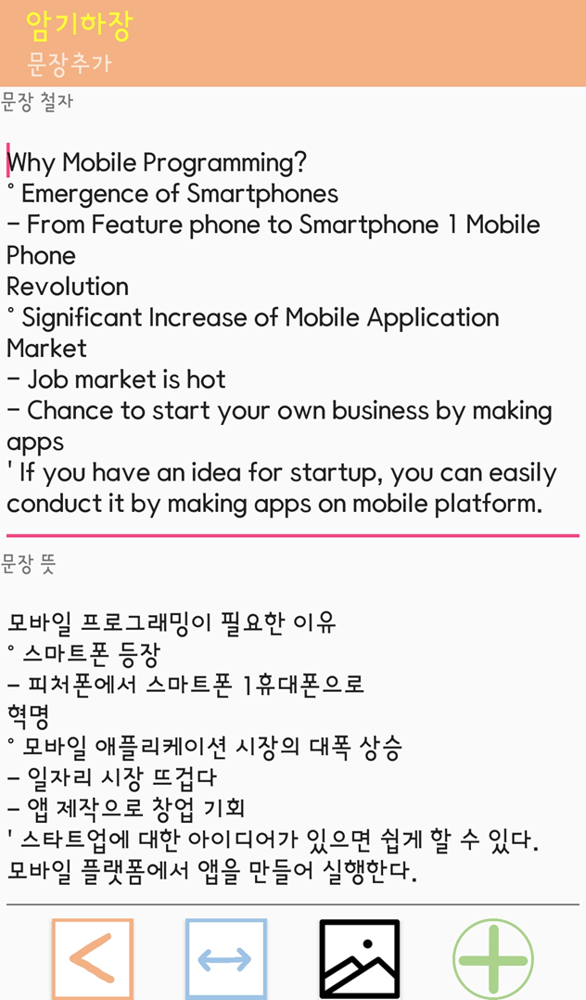 암기하장
문장추가
문장 철자
Why Mobile Programming?
° Emergence of Smartphones
- From Feature phone to Smartphone 1 Mobile
Phone
Revolution
° Significant Increase of Mobile Application
Market
- Job market is hot
- Chance to start your own business by making
apps
' If you have an idea for startup, you can easily
conduct it by making apps on mobile platform.
문장 뜻
모바일 프로그래밍이 필요한 이유
° 스마트폰 등장
- 피처폰에서 스마트폰 1휴대폰으로
혁명
° 모바일 애플리케이션 시장의 대폭 상승
- 일자리 시장 뜨겁다
- 앱 제작으로 창업 기회
' 스타트업에 대한 아이디어가 있으면 쉽게 할 수 있다.
모바일 플랫폼에서 앱을 만들어 실행한다.